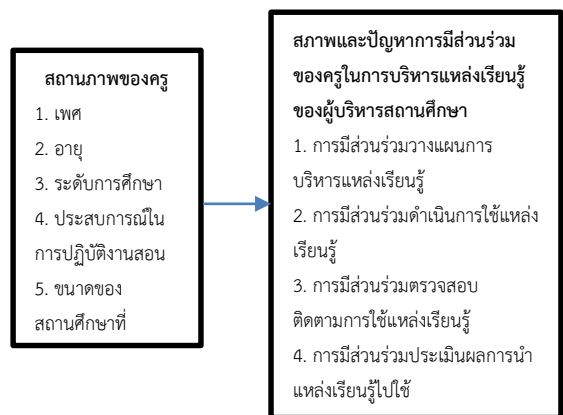 สถานภาพของครู
1. เพศ
2. อายุ
3. ระดับการศึกษา
4. ประสบการณ์ใน
การปฏิบัติงานสอน
5. ขนาดของ
สถานศึกษาที่
สภาพและปัญหาการมีส่วนร่วม
ของครูในการบริหารแหล่งเรียนรู้
ของผู้บริหารสถานศึกษา
1. การมีส่วนร่วมวางแผนการ
บริหารแหล่งเรียนรู้
2. การมีส่วนร่วมดำเนินการใช้แหล่ง
เรียนรู้
3. การมีส่วนร่วมตรวจสอบ
ติดตามการใช้แหล่งเรียนรู้
4. การมีส่วนร่วมประเมินผลการนำ
แหล่งเรียนรู้ไปใช้